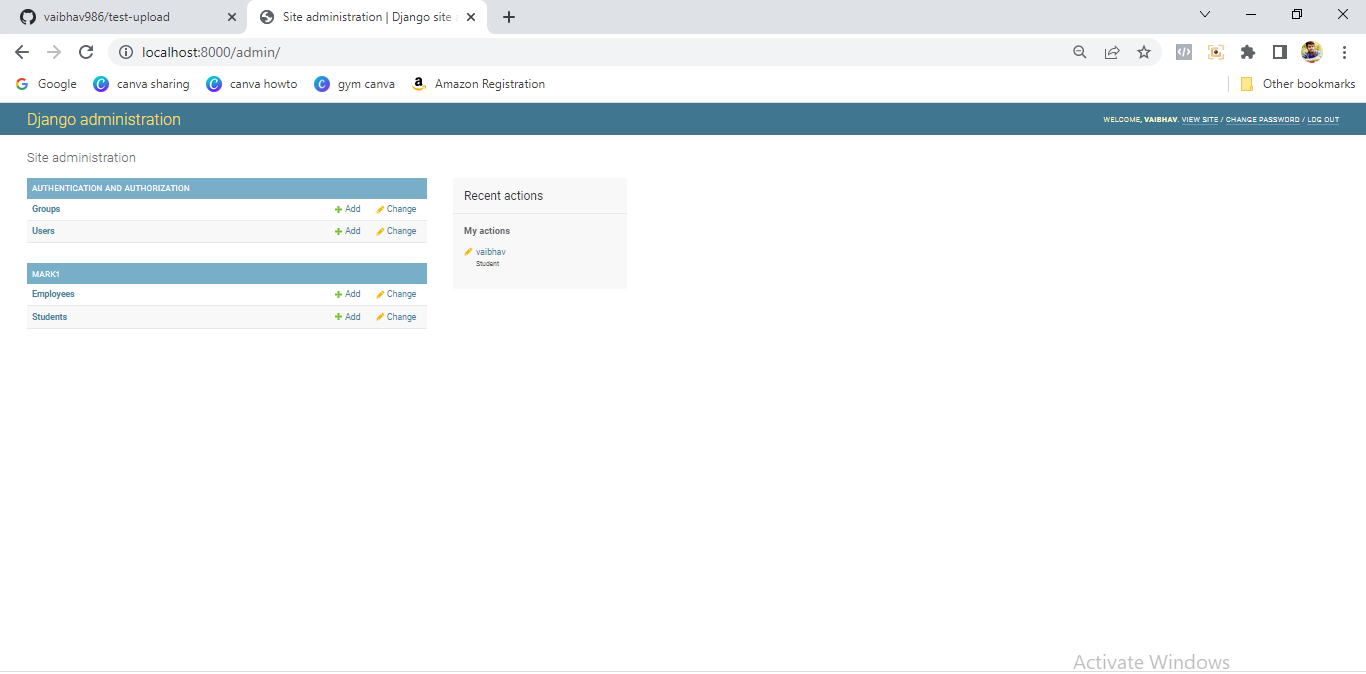 vaibhav986/test-upload
Site administration | Django site
localhost:8000/admin/
Google canva sharing canva howto gym canva Amazon Registration Other bookmarks
Django administration
WELCOME, VAIBHAV. VIEW SITE / CHANGE PASSWORD / LOG OUT
Site administration
AUTHENTICATION AND AUTHORIZATION
Groups Add Change
Users Add Change
MARK1
Employees Add Change
Students Add Change
Recent actions
My actions
vaibhav
Student
Activate Windows